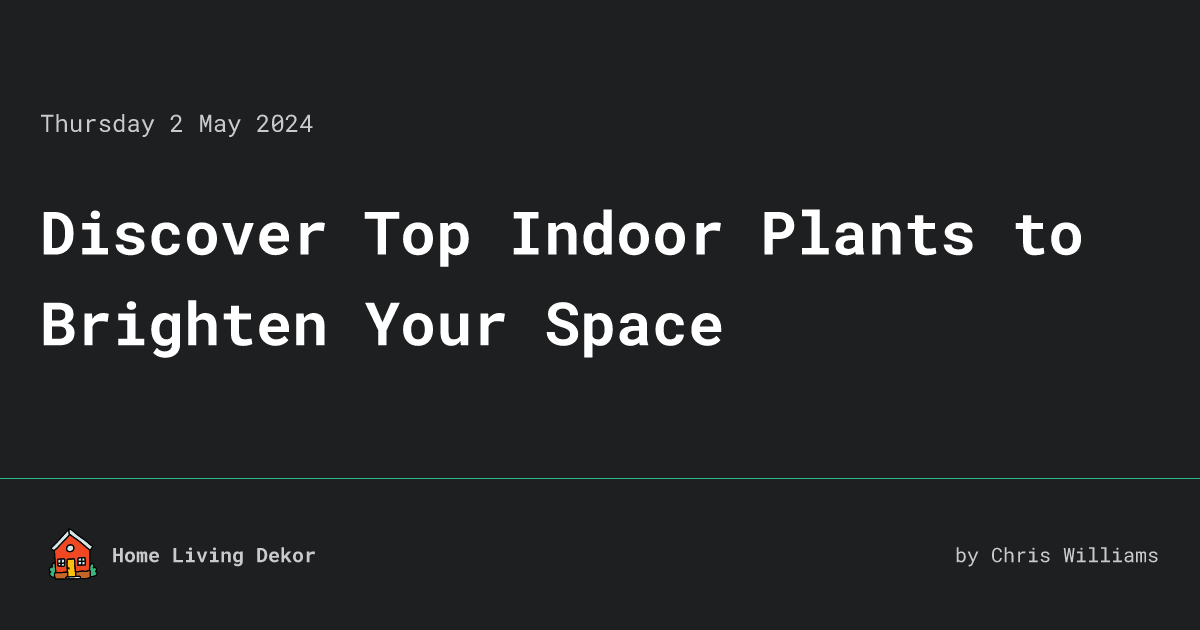 Thursday 2 May 2024
Discover Top Indoor Plants to
Brighten Your Space
Home Living Dekor
by Chris Williams